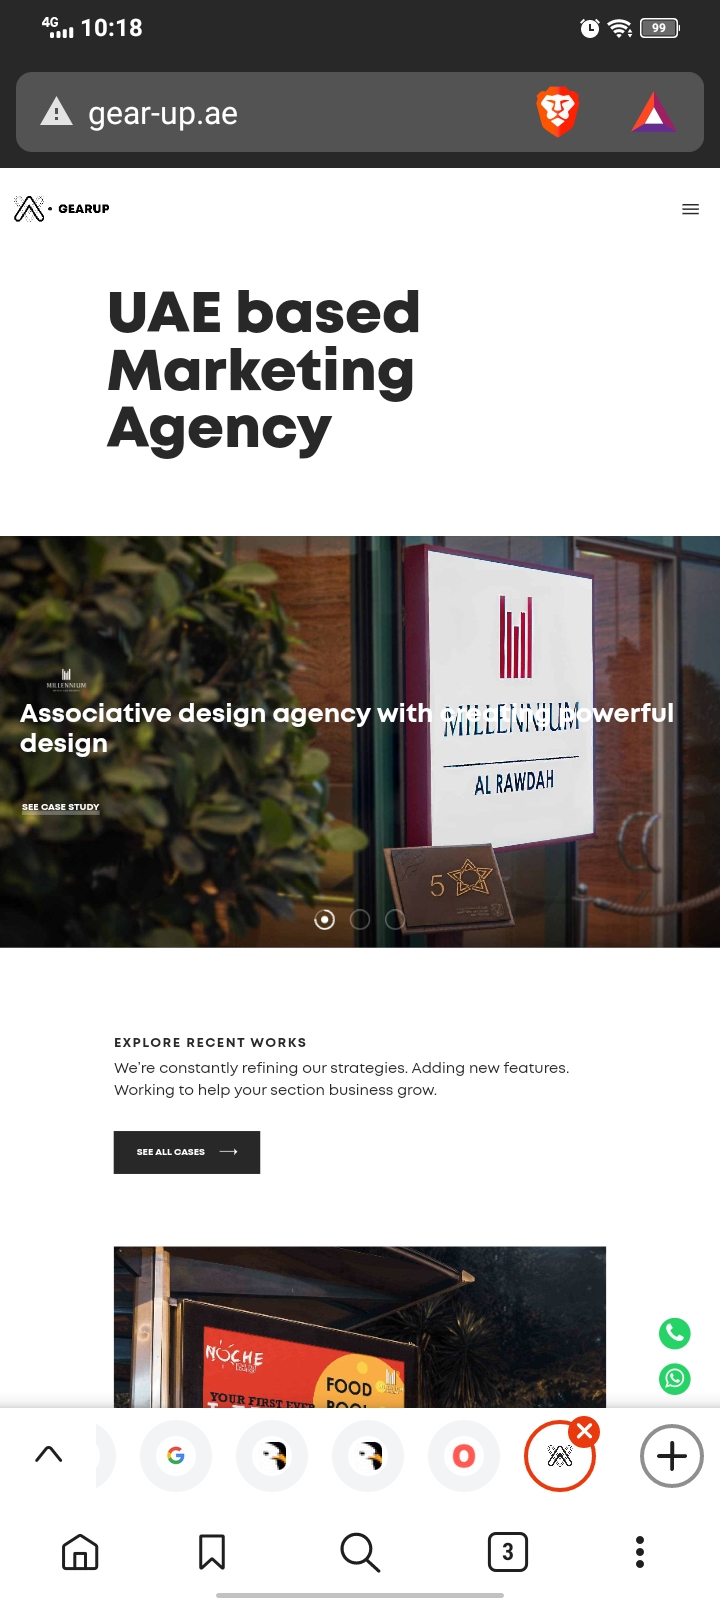 4G 10:18 99
gear-up.ae
GEARUP
UAE based
Marketing
Agency
MILLENNIUM
Associative design agency with creating powerful
design
MILLENNIUM
AL RAWDAH
SEE CASE STUDY
5
EXPLORE RECENT WORKS
We're constantly refining our strategies. Adding new features.
Working to help your section business grow.
SEE ALL CASES
NOCHE
FOOD
YOUR FIRST EVER
3